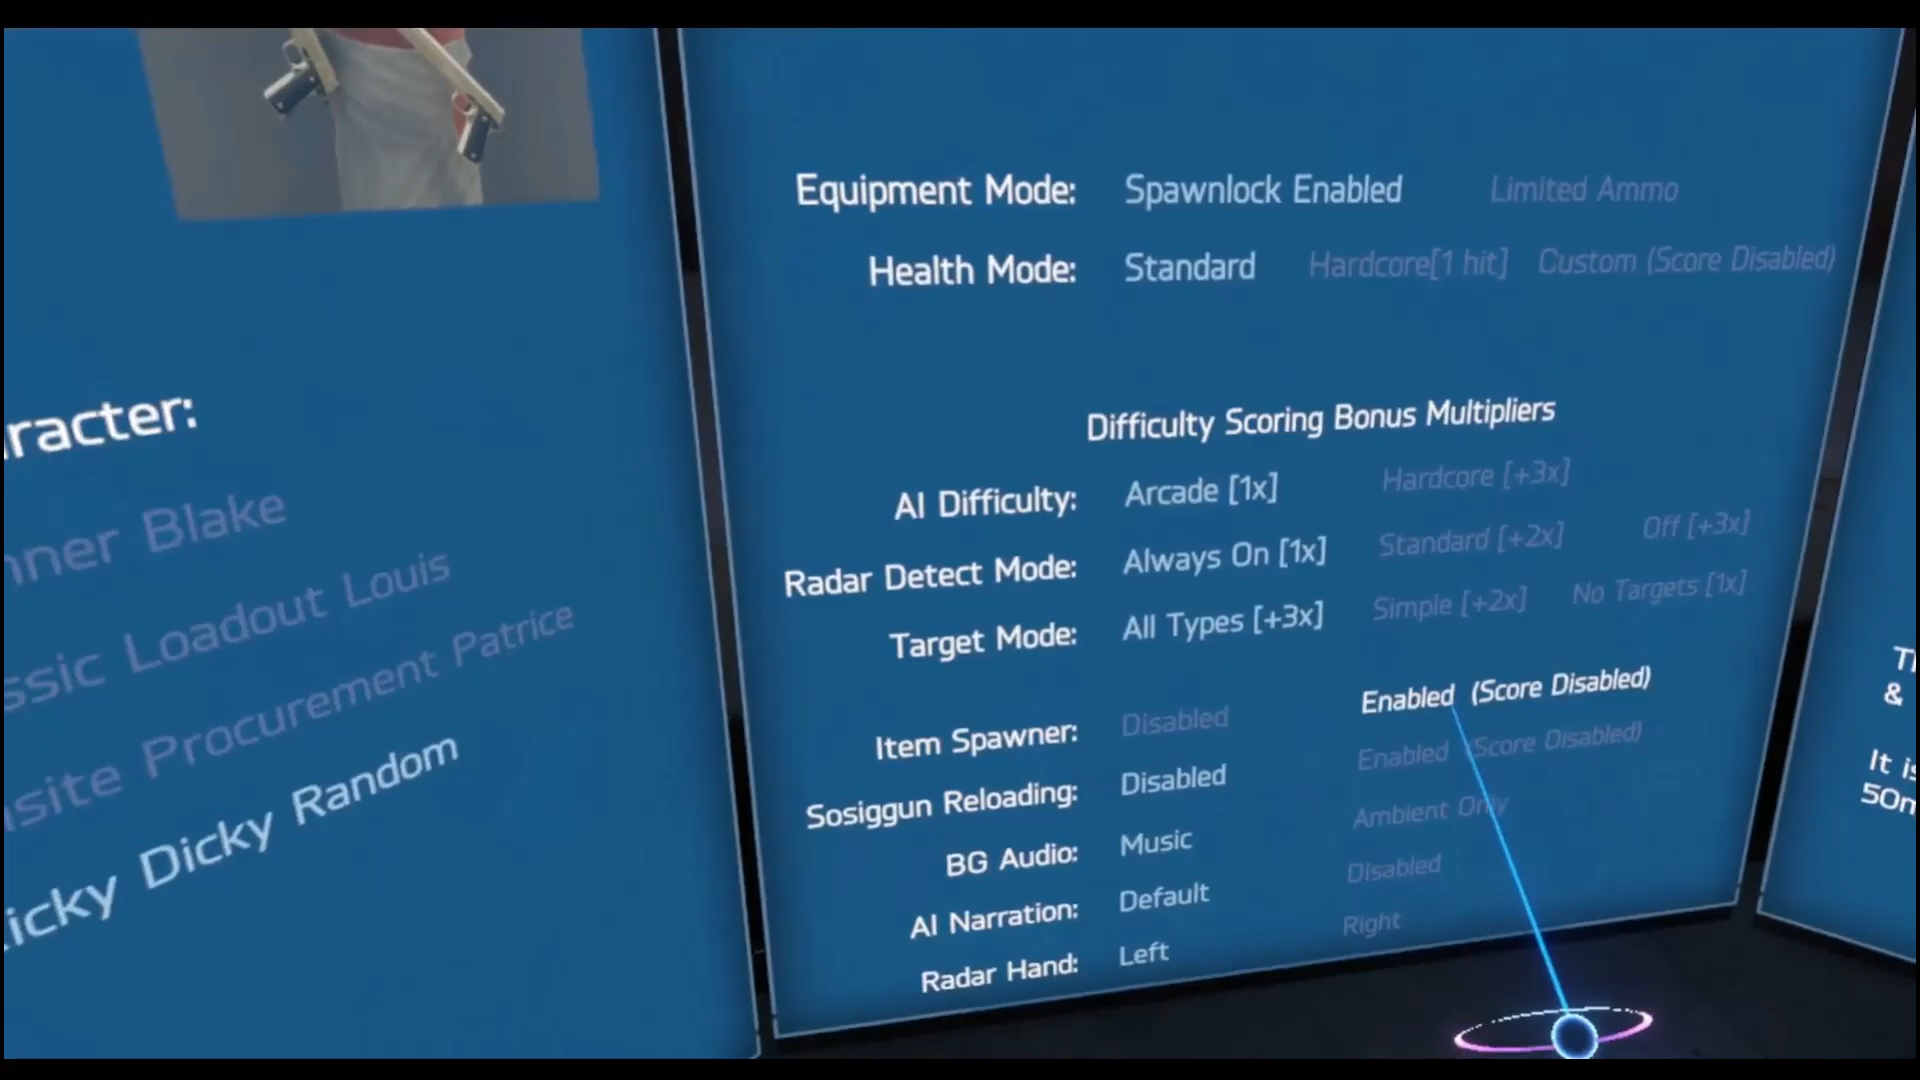 racter:
nner Blake
ssic Loadout Louis
site Procurement Patrice
icky Dicky Random
Equipment Mode: Spawnlock Enabled Limited Ammo
Health Mode: Standard Hardcore[1 hit] Custom (Score Disabled)
Difficulty Scoring Bonus Multipliers
AI Difficulty: Arcade [1x] Hardcore [+3x]
Radar Detect Mode: Always On [1x] Standard [+2x] Off [+3x]
Target Mode: All Types [+3x] Simple [+2x] No Targets [1x]
Item Spawner: Disabled Enabled (Score Disabled)
Sosiggun Reloading: Disabled Enabled (Score Disabled)
BG Audio: Music Ambient Only
AI Narration: Default Disabled
Radar Hand: Left Right
&
It is
50m